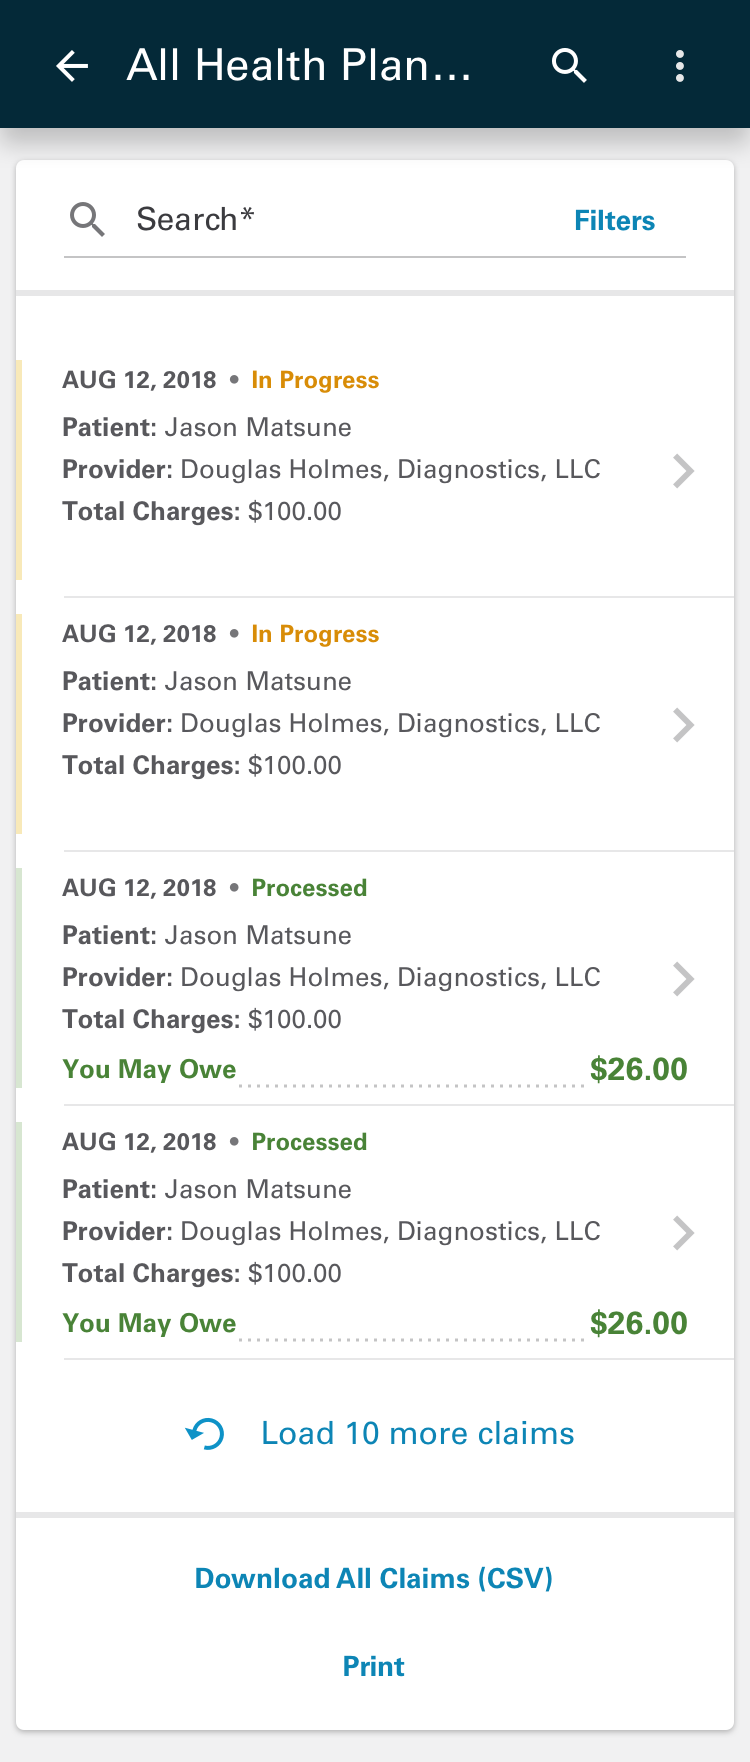 All Health Plan...
Search*
Filters
AUG 12, 2018 • In Progress
Patient: Jason Matsune
Provider: Douglas Holmes, Diagnostics, LLC
Total Charges: $100.00
AUG 12, 2018 • In Progress
Patient: Jason Matsune
Provider: Douglas Holmes, Diagnostics, LLC
Total Charges: $100.00
AUG 12, 2018 • Processed
Patient: Jason Matsune
Provider: Douglas Holmes, Diagnostics, LLC
Total Charges: $100.00
You May Owe $26.00
AUG 12, 2018 • Processed
Patient: Jason Matsune
Provider: Douglas Holmes, Diagnostics, LLC
Total Charges: $100.00
You May Owe $26.00
Load 10 more claims
Download All Claims (CSV)
Print